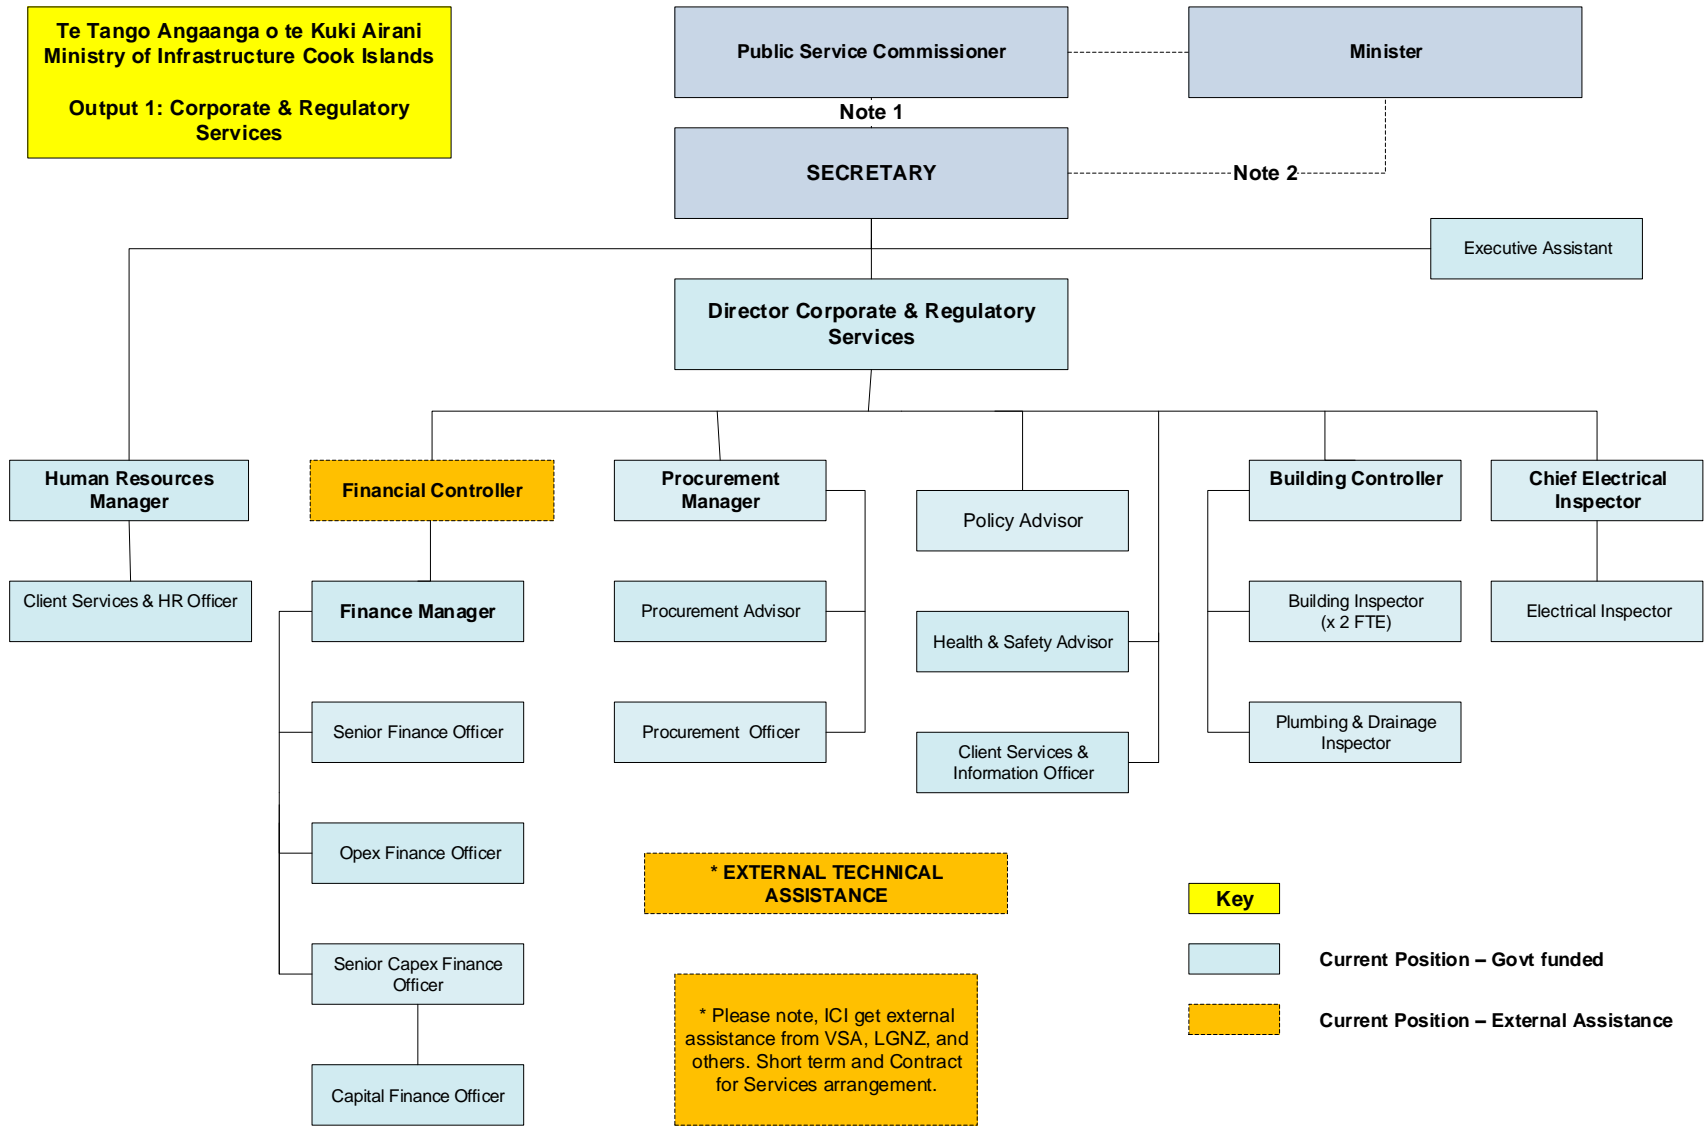 Te Tango Angaanga o te Kuki Airani
Ministry of Infrastructure Cook Islands
Output 1: Corporate & Regulatory
Services
Public Service Commissioner
Minister
Note 1
SECRETARY
Note 2
Executive Assistant
Director Corporate & Regulatory
Services
Human Resources
Manager
Financial Controller
Procurement
Manager
Policy Advisor
Building Controller
Chief Electrical
Inspector
Client Services & HR Officer
Finance Manager
Procurement Advisor
Health & Safety Advisor
Building Inspector
(x 2 FTE)
Electrical Inspector
Senior Finance Officer
Procurement  Officer
Client Services &
Information Officer
Plumbing & Drainage
Inspector
Opex Finance Officer
* EXTERNAL TECHNICAL
ASSISTANCE
Key
Senior Capex Finance
Officer
Current Position – Govt funded
* Please note, ICI get external
assistance from VSA, LGNZ, and
others. Short term and Contract
for Services arrangement.
Current Position – External Assistance
Capital Finance Officer